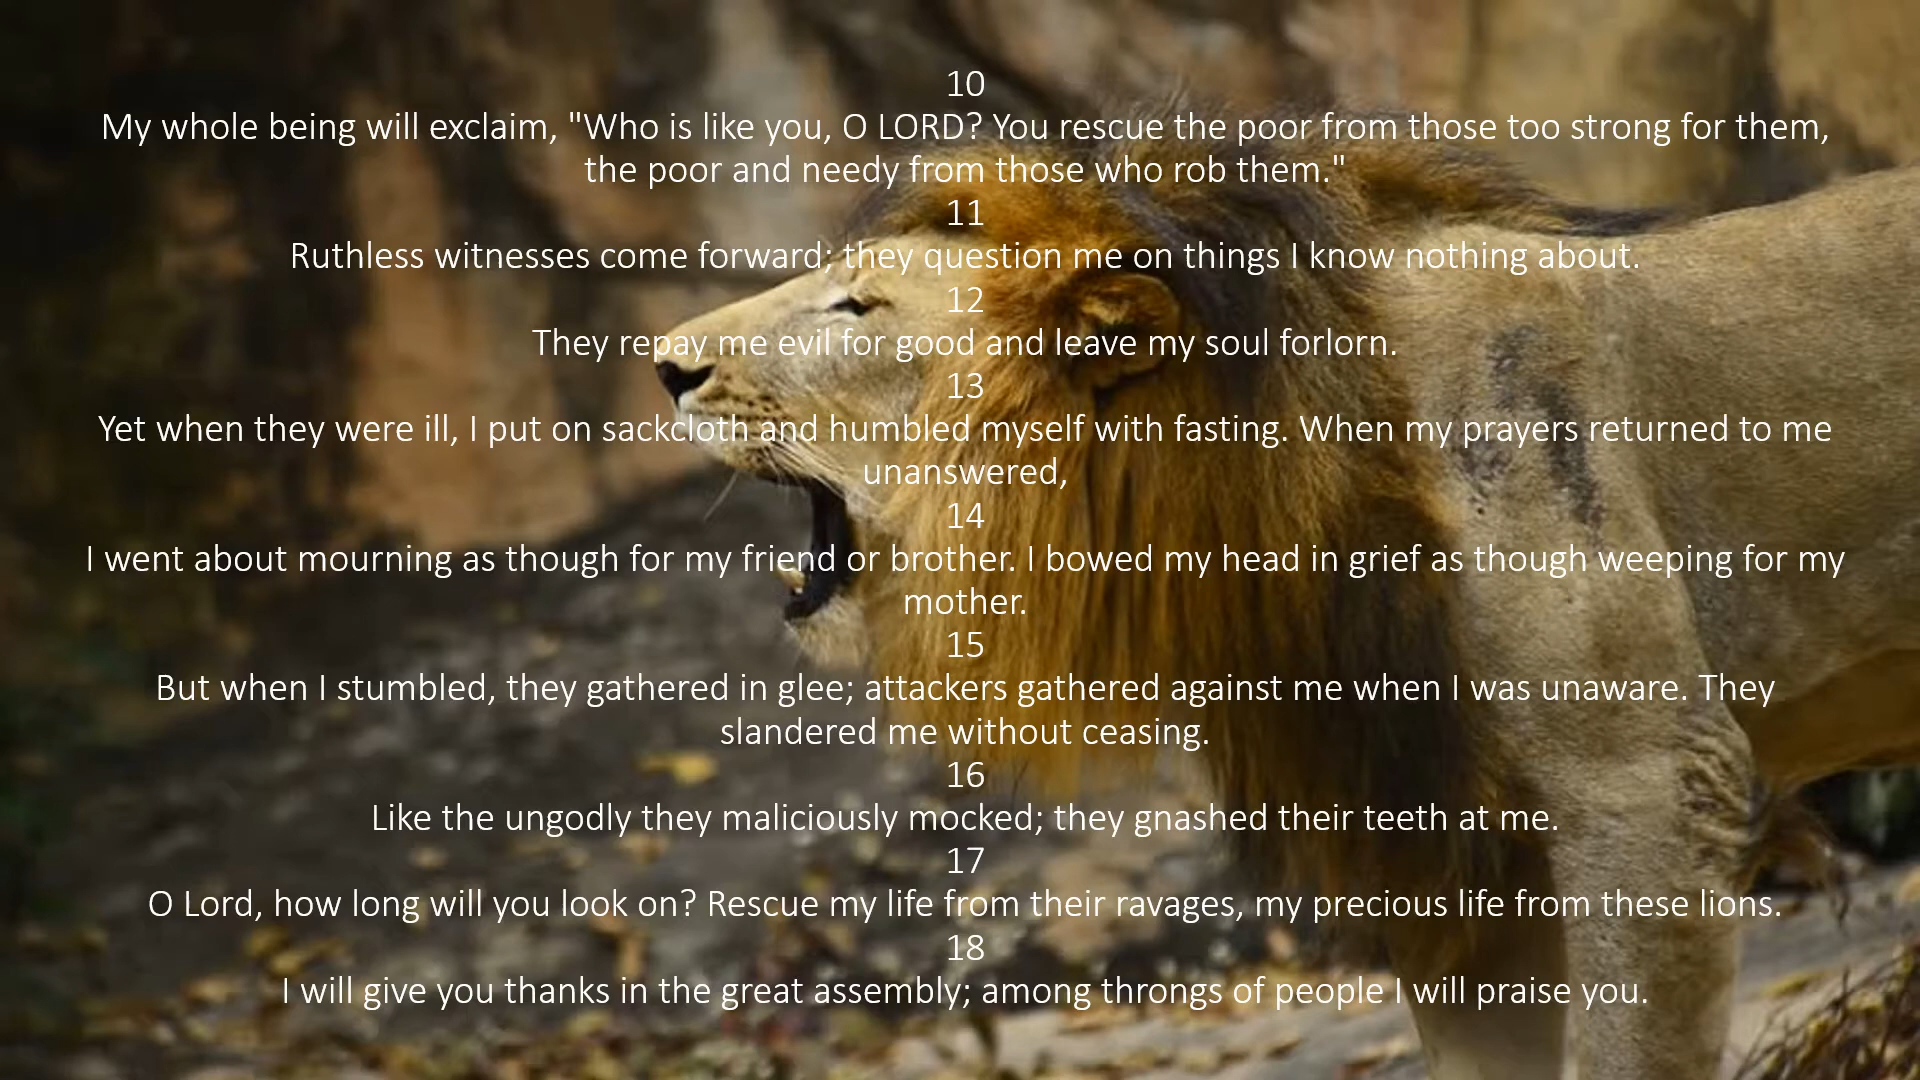 10
My whole being will exclaim, "Who is like you, O LORD? You rescue the poor from those too strong for them,
the poor and needy from those who rob them."
11
Ruthless witnesses come forward; they question me on things I know nothing about.
12
They repay me evil for good and leave my soul forlorn.
13
Yet when they were ill, I put on sackcloth and humbled myself with fasting. When my prayers returned to me
unanswered,
14
I went about mourning as though for my friend or brother. I bowed my head in grief as though weeping for my
mother.
15
But when I stumbled, they gathered in glee; attackers gathered against me when I was unaware. They
slandered me without ceasing.
16
Like the ungodly they maliciously mocked; they gnashed their teeth at me.
17
O Lord, how long will you look on? Rescue my life from their ravages, my precious life from these lions.
18
I will give you thanks in the great assembly; among throngs of people I will praise you.